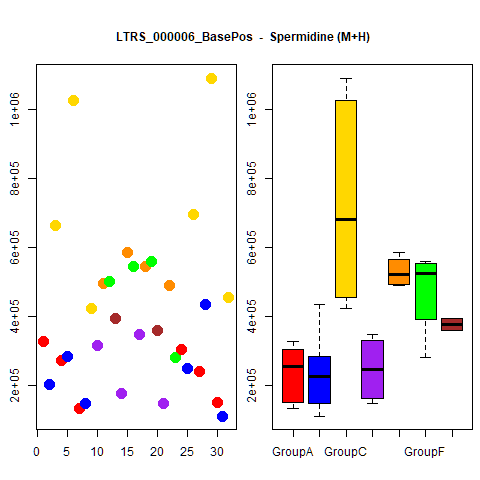 LTRS_000006_BasePos - Spermidine (M+H)
1e+06
8e+05
6e+05
4e+05
2e+05
0 5 10 15 20 25 30
1e+06
8e+05
6e+05
4e+05
2e+05
GroupA GroupC GroupF